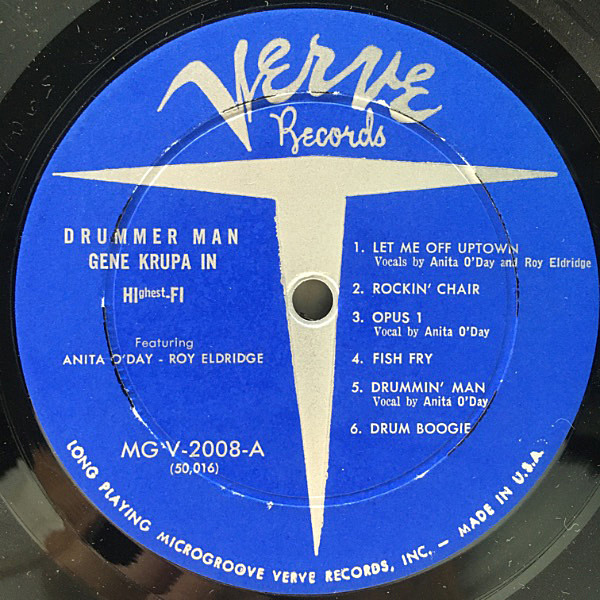 Verve
Records
DRUMMER MAN
GENE KRUPA IN
HIghest-FI
Featuring
ANITA O'DAY - ROY ELDRIDGE
MG V-2008-A
(50,016)
1. LET ME OFF UPTOWN
Vocals by Anita O'Day and Roy Eldridge
2. ROCKIN' CHAIR
3. OPUS 1
Vocal by Anita O'Day
4. FISH FRY
5. DRUMMIN' MAN
Vocal by Anita O'Day
6. DRUM BOOGIE
LONG PLAYING MICROGROOVE VERVE RECORDS, INC. — MADE IN U.S.A.